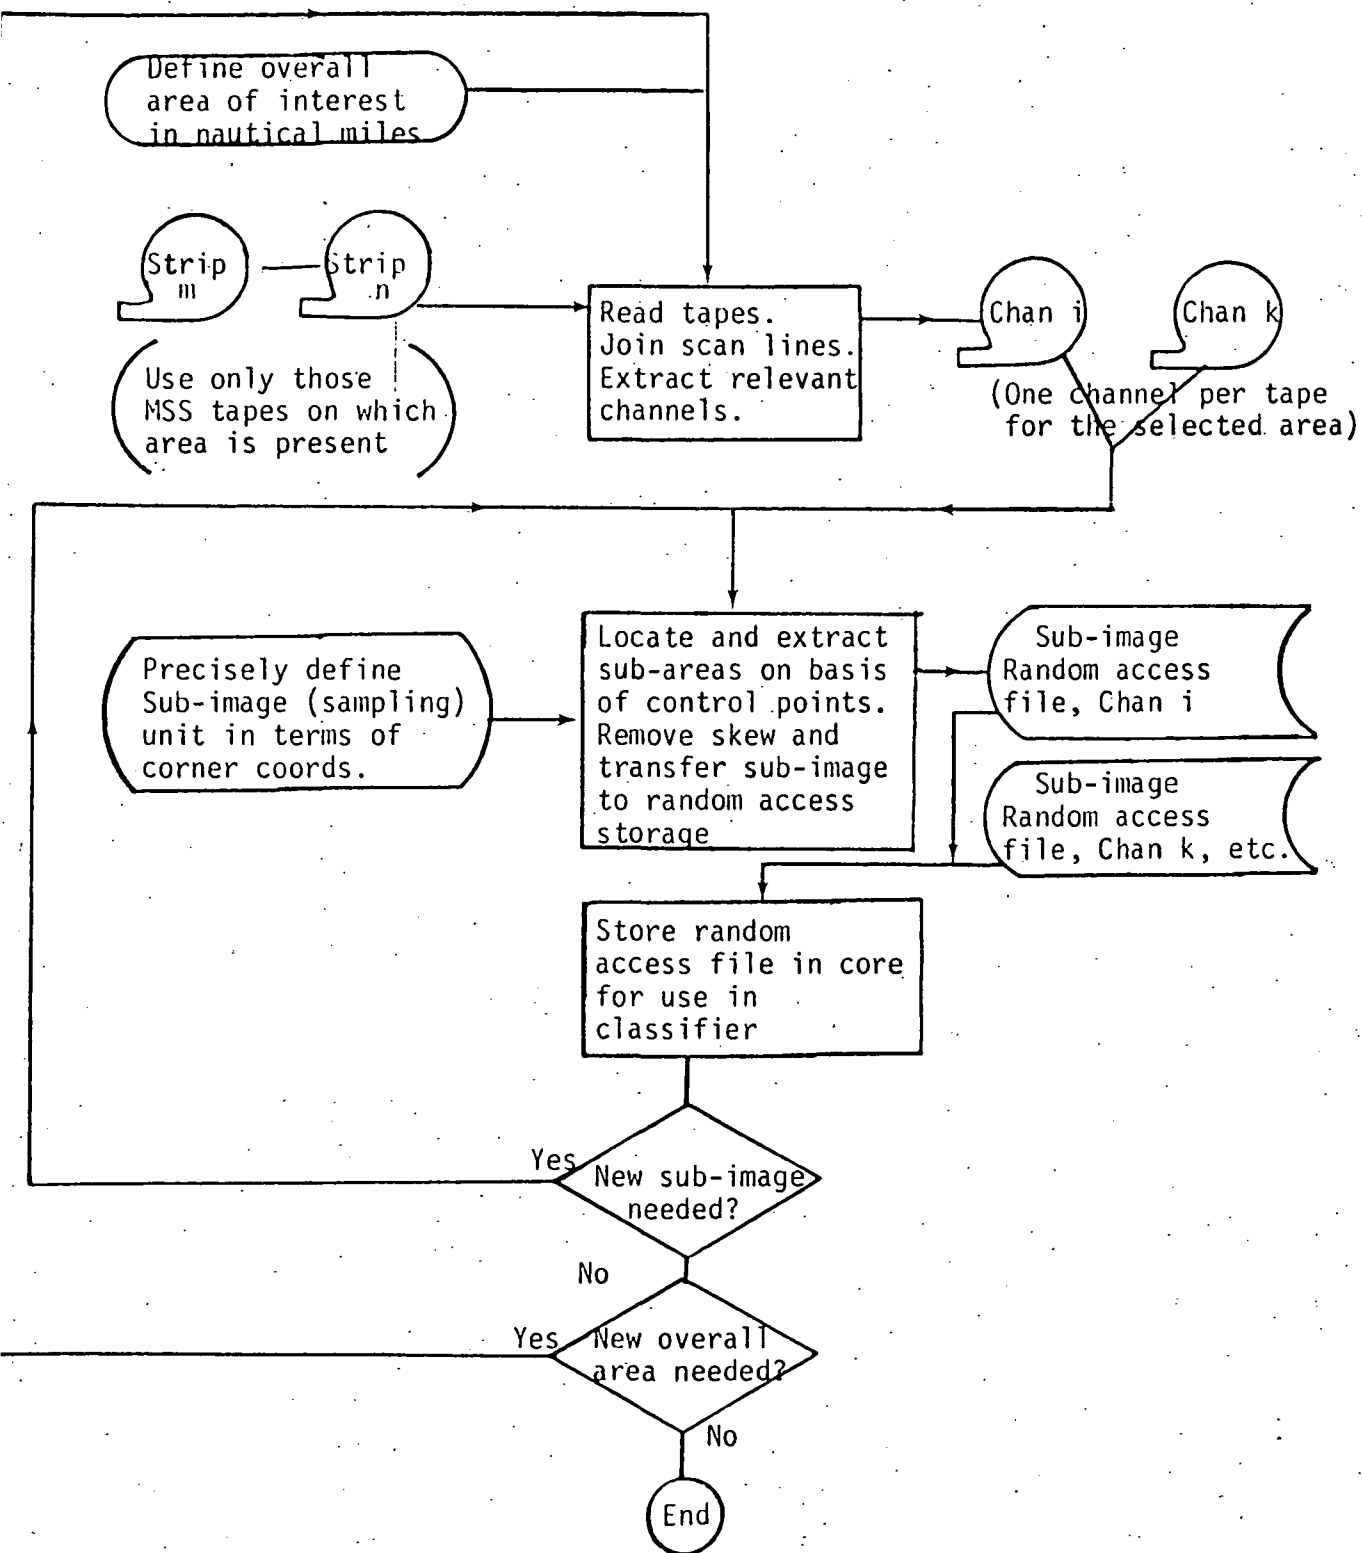 Define overall
area of interest
in nautical miles
Strip
m
Strip
n
Use only those
MSS tapes on which
area is present
Read tapes.
Join scan lines.
Extract relevant
channels.
Chan i
Chan k
(One channel per tape
for the selected area)
Precisely define
Sub-image (sampling)
unit in terms of
corner coords.
Locate and extract
sub-areas on basis
of control points.
Remove skew and
transfer sub-image
to random access
storage
Sub-image
Random access
file, Chan i
Sub-image
Random access
file, Chan k, etc.
Store random
access file in core
for use in
classifier
Yes
New sub-image
needed?
No
Yes
New overall
area needed?
No
End